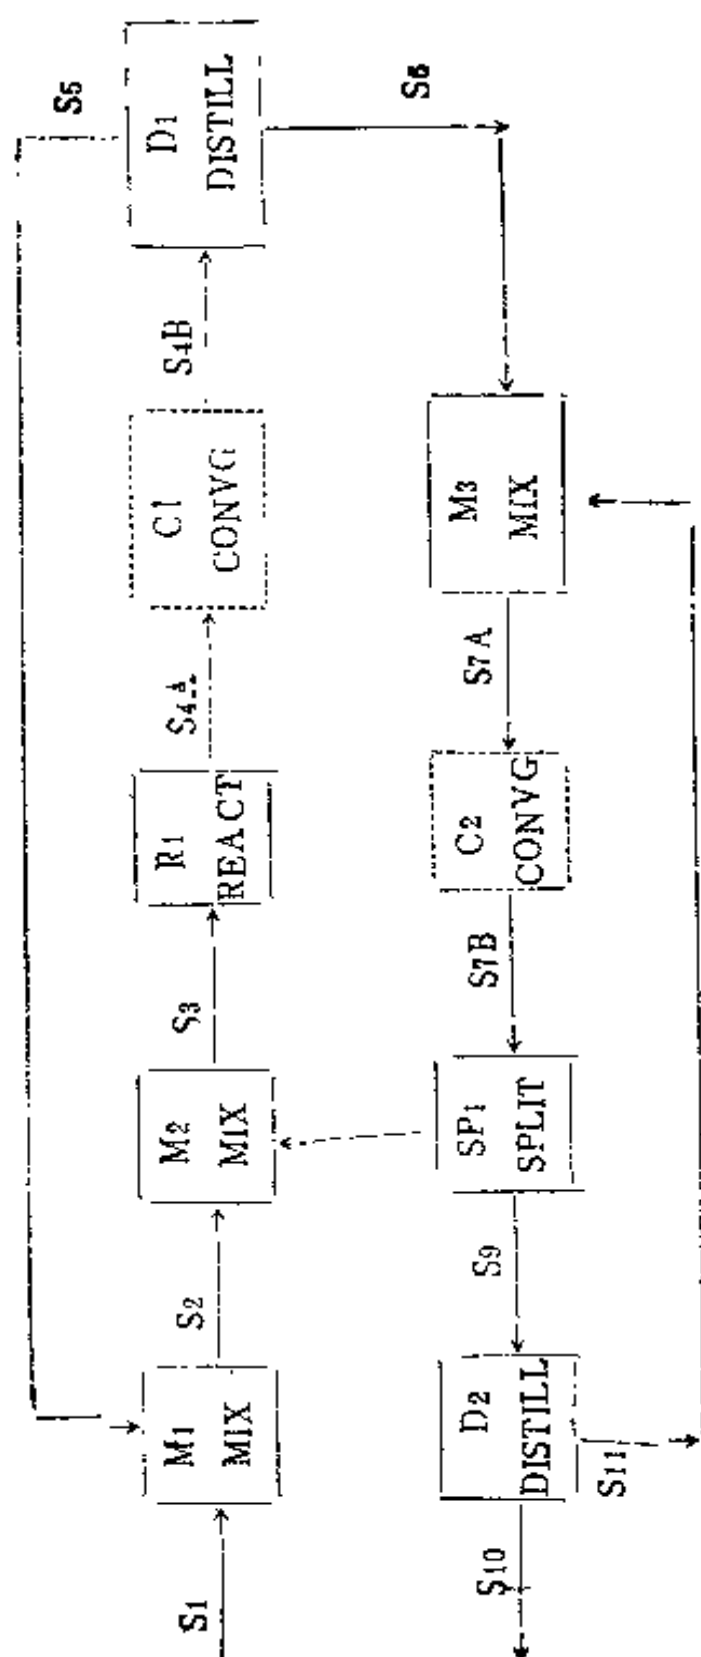 S5
S1
M1
MIX
S2
M2
MIX
S3
R1
REACT
S4A
C1
CONVG
S4B
D1
DISTILL
S6
S10
D2
DISTILL
S9
SP1
SPLIT
S7B
C2
CONVG
S7A
M3
MIX
S11